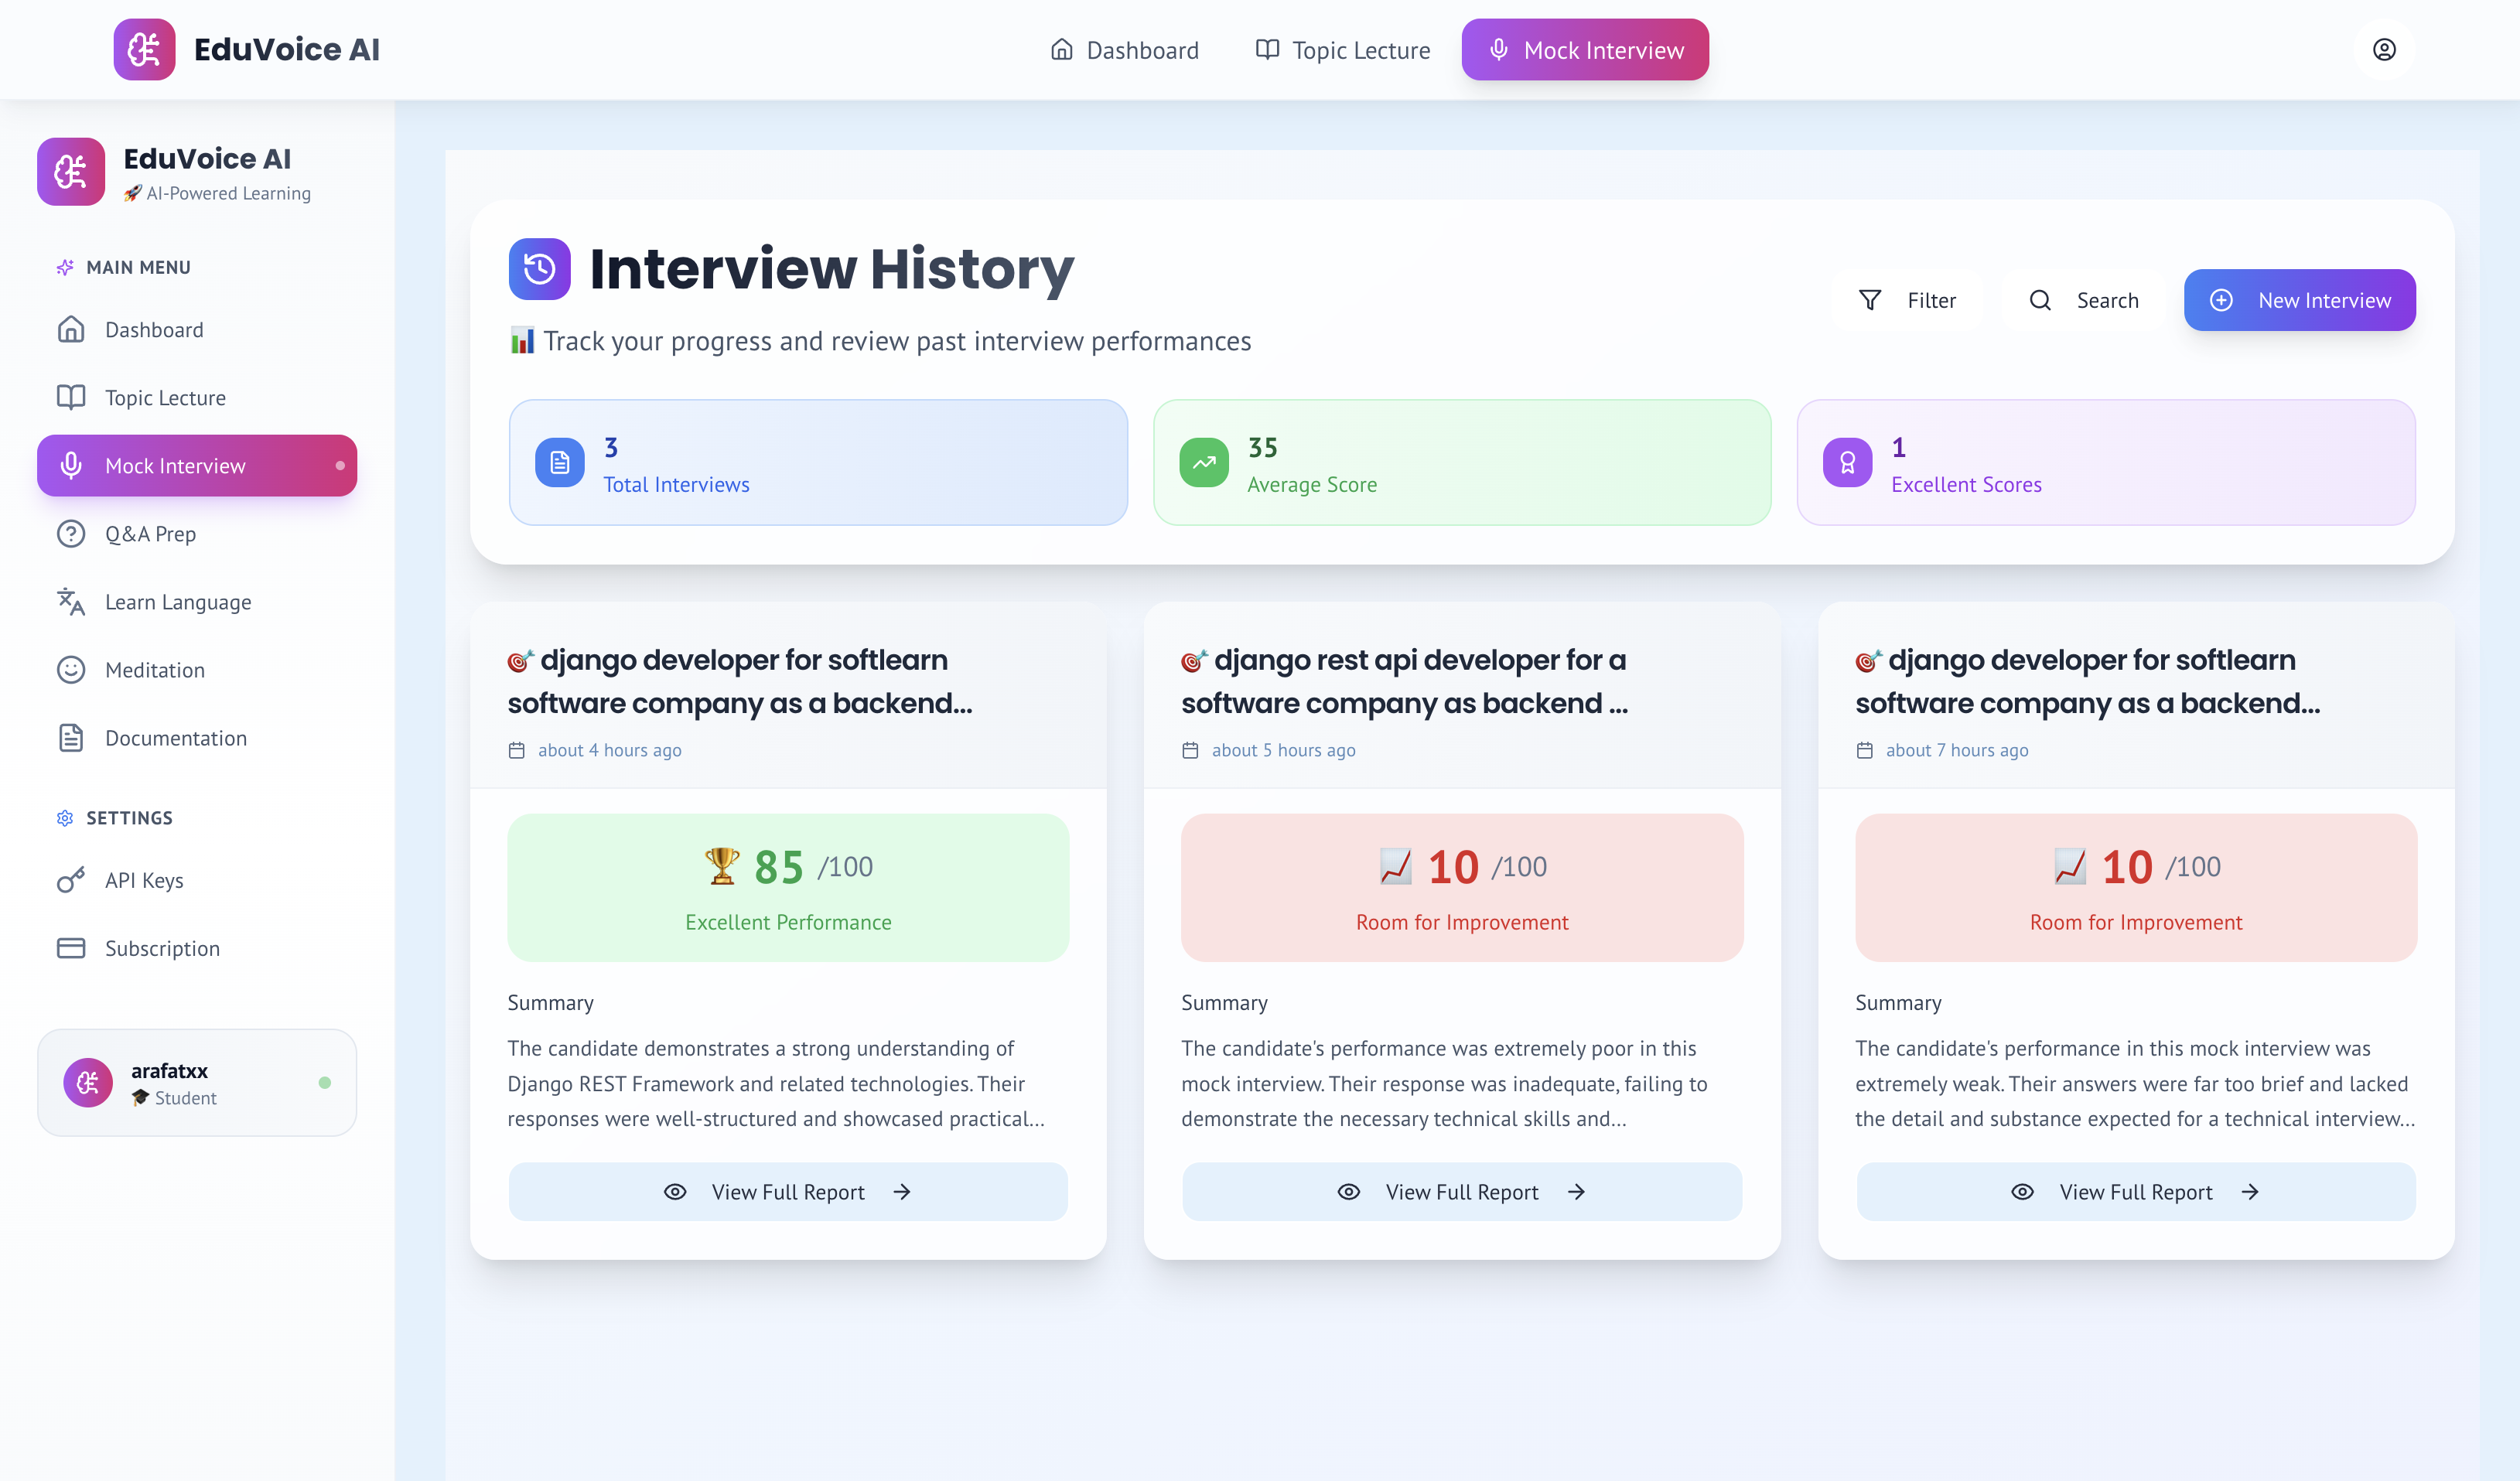 EduVoice AI
Dashboard
Topic Lecture
Mock Interview
EduVoice AI
🚀 AI-Powered Learning
MAIN MENU
Dashboard
Topic Lecture
Mock Interview
Q&A Prep
Learn Language
Meditation
Documentation
SETTINGS
API Keys
Subscription
arafatxx
🎓 Student
Interview History
📊 Track your progress and review past interview performances
Filter
Search
New Interview
3
Total Interviews
35
Average Score
1
Excellent Scores
🎯 django developer for softlearn
software company as a backend...
about 4 hours ago
🏆 85 /100
Excellent Performance
Summary
The candidate demonstrates a strong understanding of
Django REST Framework and related technologies. Their
responses were well-structured and showcased practical...
View Full Report
🎯 django rest api developer for a
software company as backend ...
about 5 hours ago
📈 10 /100
Room for Improvement
Summary
The candidate's performance was extremely poor in this
mock interview. Their response was inadequate, failing to
demonstrate the necessary technical skills and...
View Full Report
🎯 django developer for softlearn
software company as a backend...
about 7 hours ago
📈 10 /100
Room for Improvement
Summary
The candidate's performance in this mock interview was
extremely weak. Their answers were far too brief and lacked
the detail and substance expected for a technical interview...
View Full Report